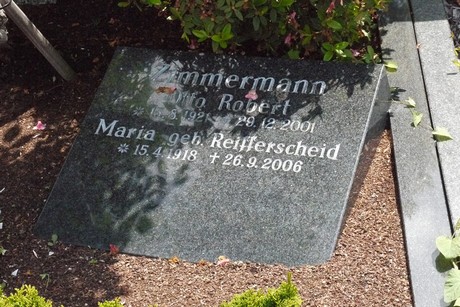 Zimmermann
Otto Robert
29.12.2001
Maria geb. Reifferscheid
* 15.4.1918 † 26.9.2006